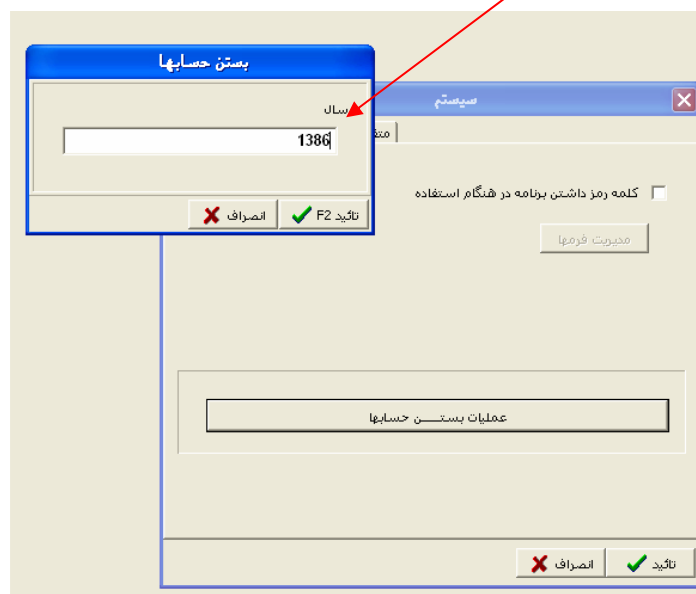 بستن حسابها
سال
1386
تائید F2
انصراف
سیستم
متف
کلمه رمز داشتن برنامه در هنگام استفاده
مدیریت فرمها
عملیات بستـــن حسابها
تائید
انصراف